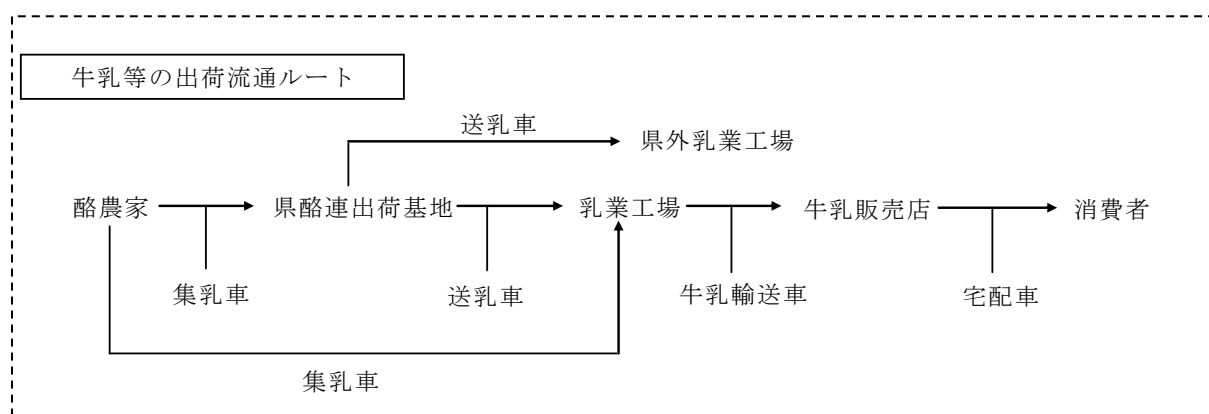 牛乳等の出荷流通ルート
送乳車
県外乳業工場
酪農家
県酪連出荷基地
乳業工場
牛乳販売店
消費者
集乳車
送乳車
牛乳輸送車
宅配車
集乳車